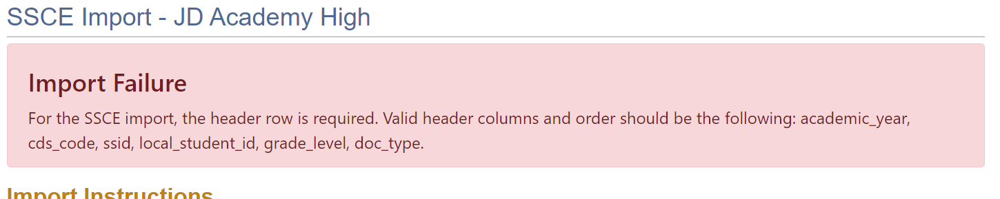 SSCE Import - JD Academy High
Import Failure
For the SSCE import, the header row is required. Valid header columns and order should be the following: academic_year,
cds_code, ssid, local_student_id, grade_level, doc_type.
Import Instructions